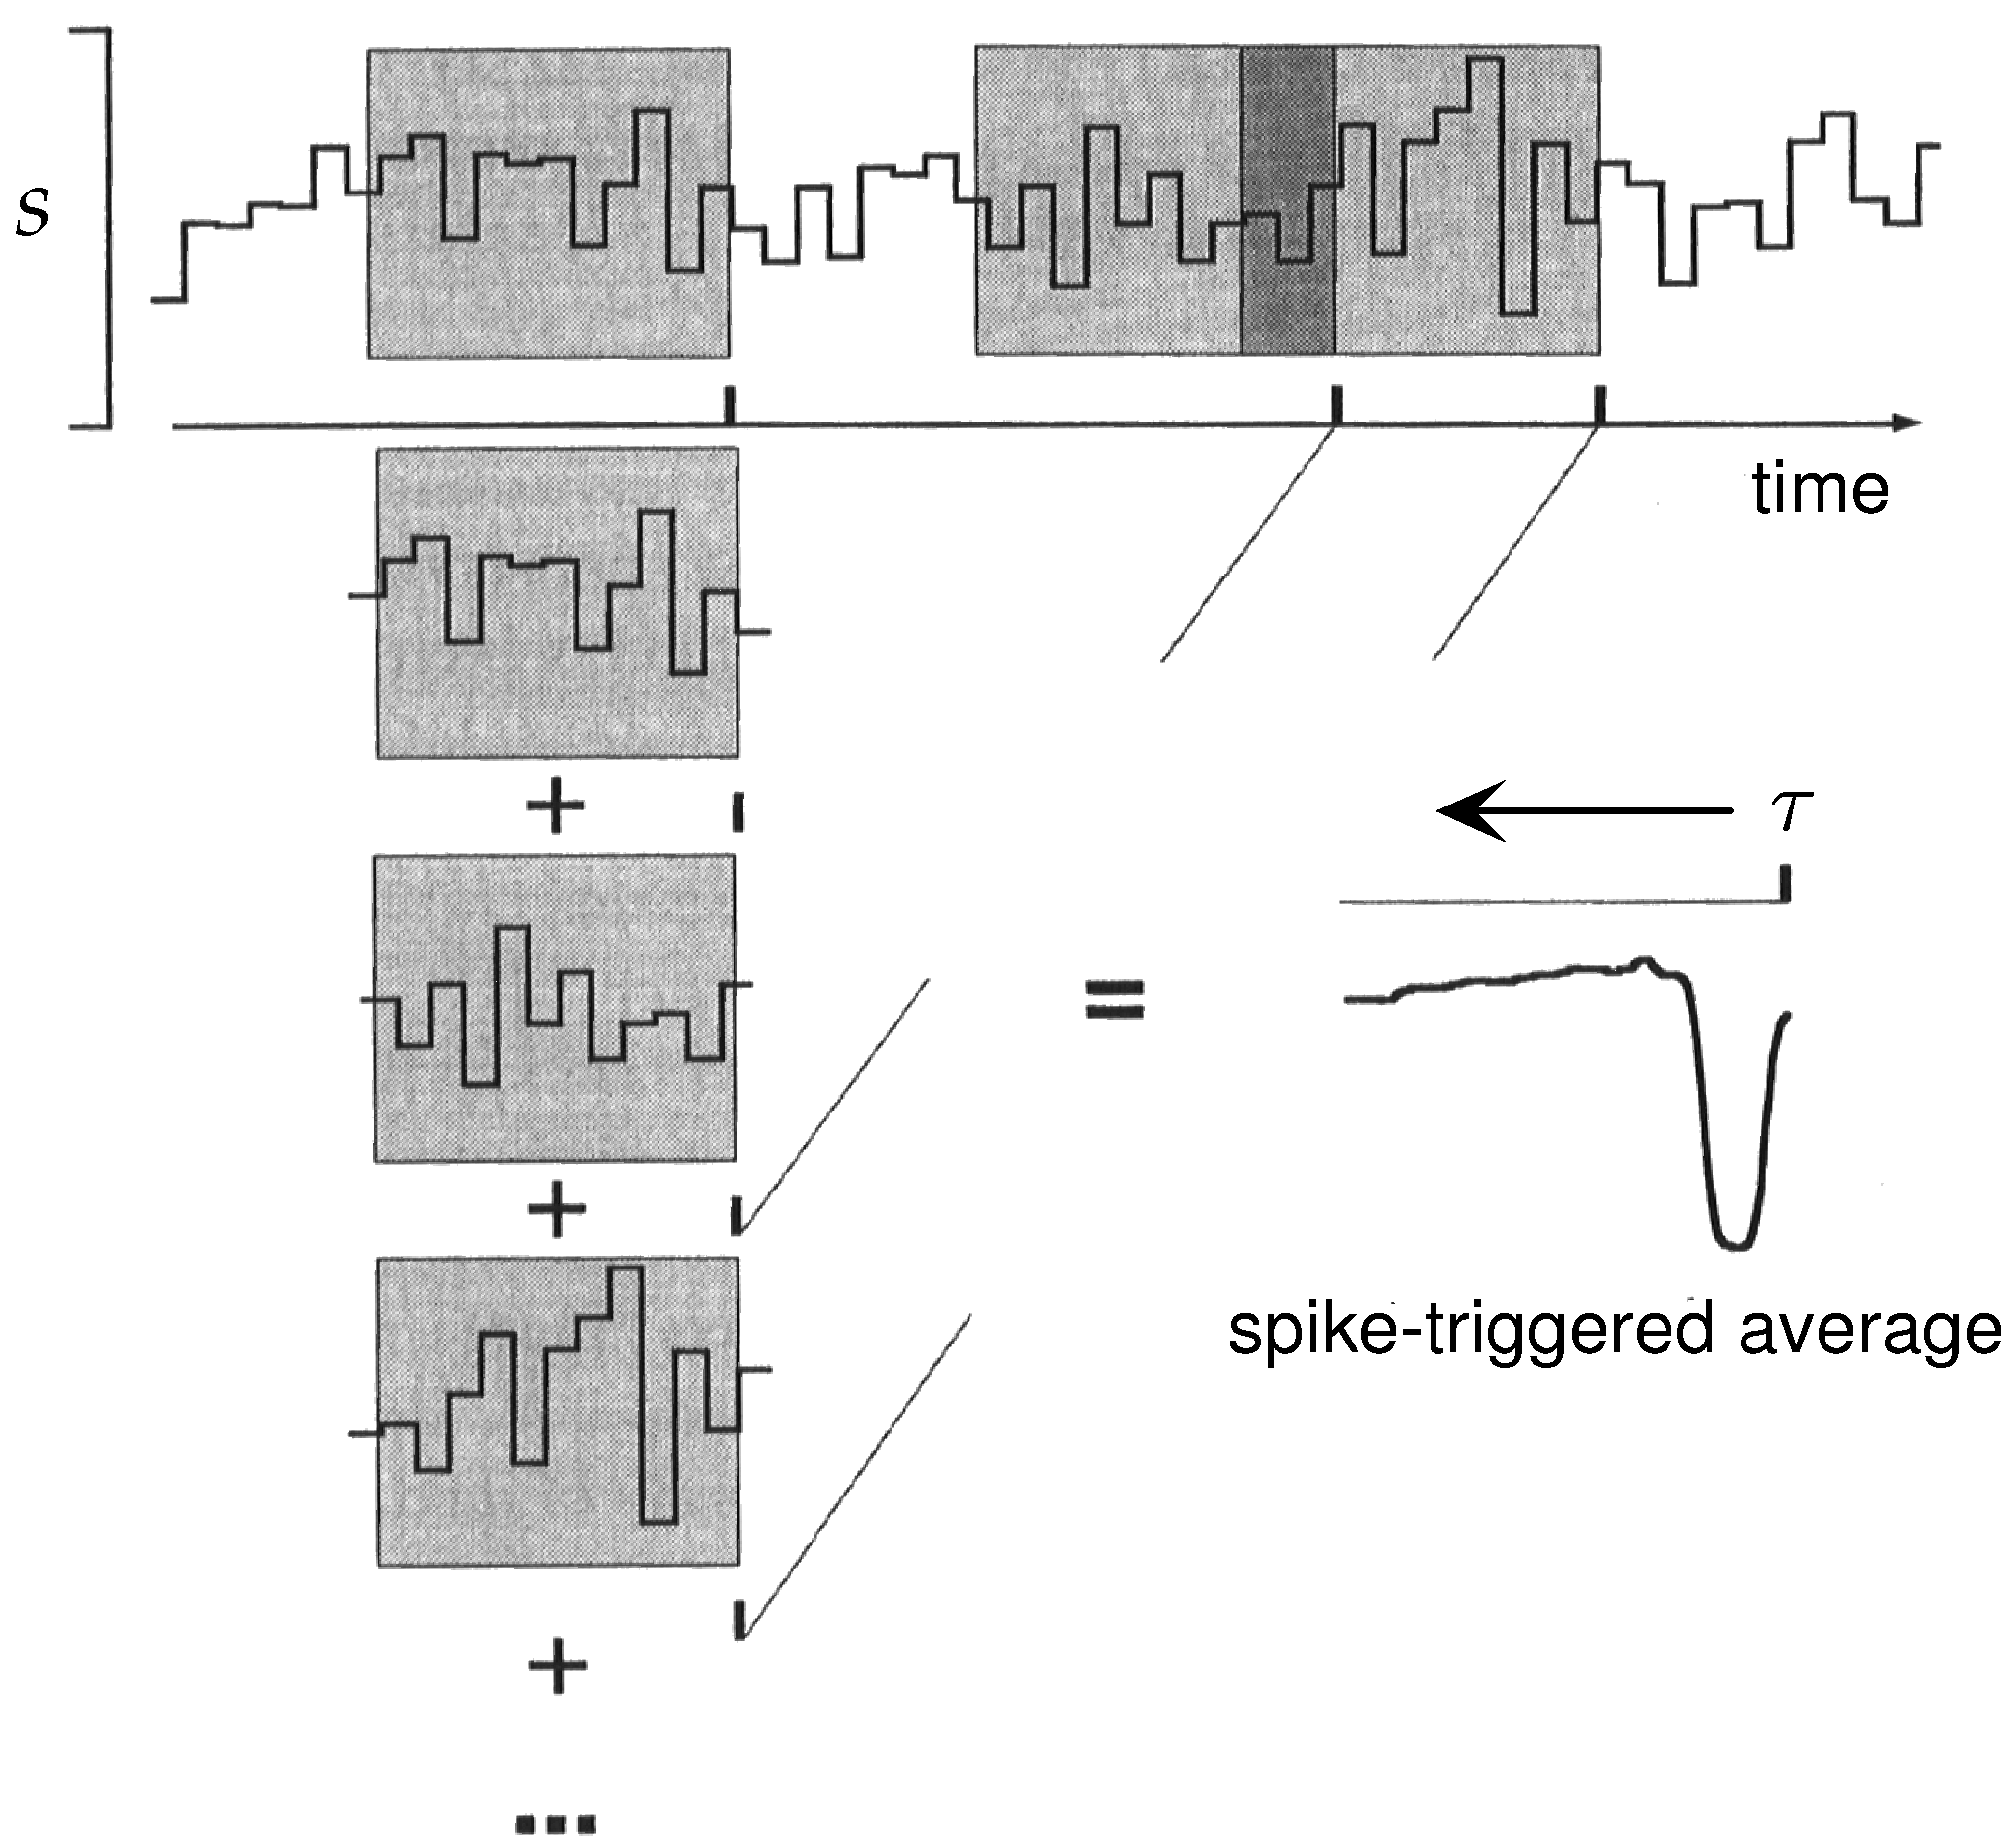 s
time
+
τ
+
=
spike-triggered average
+
...